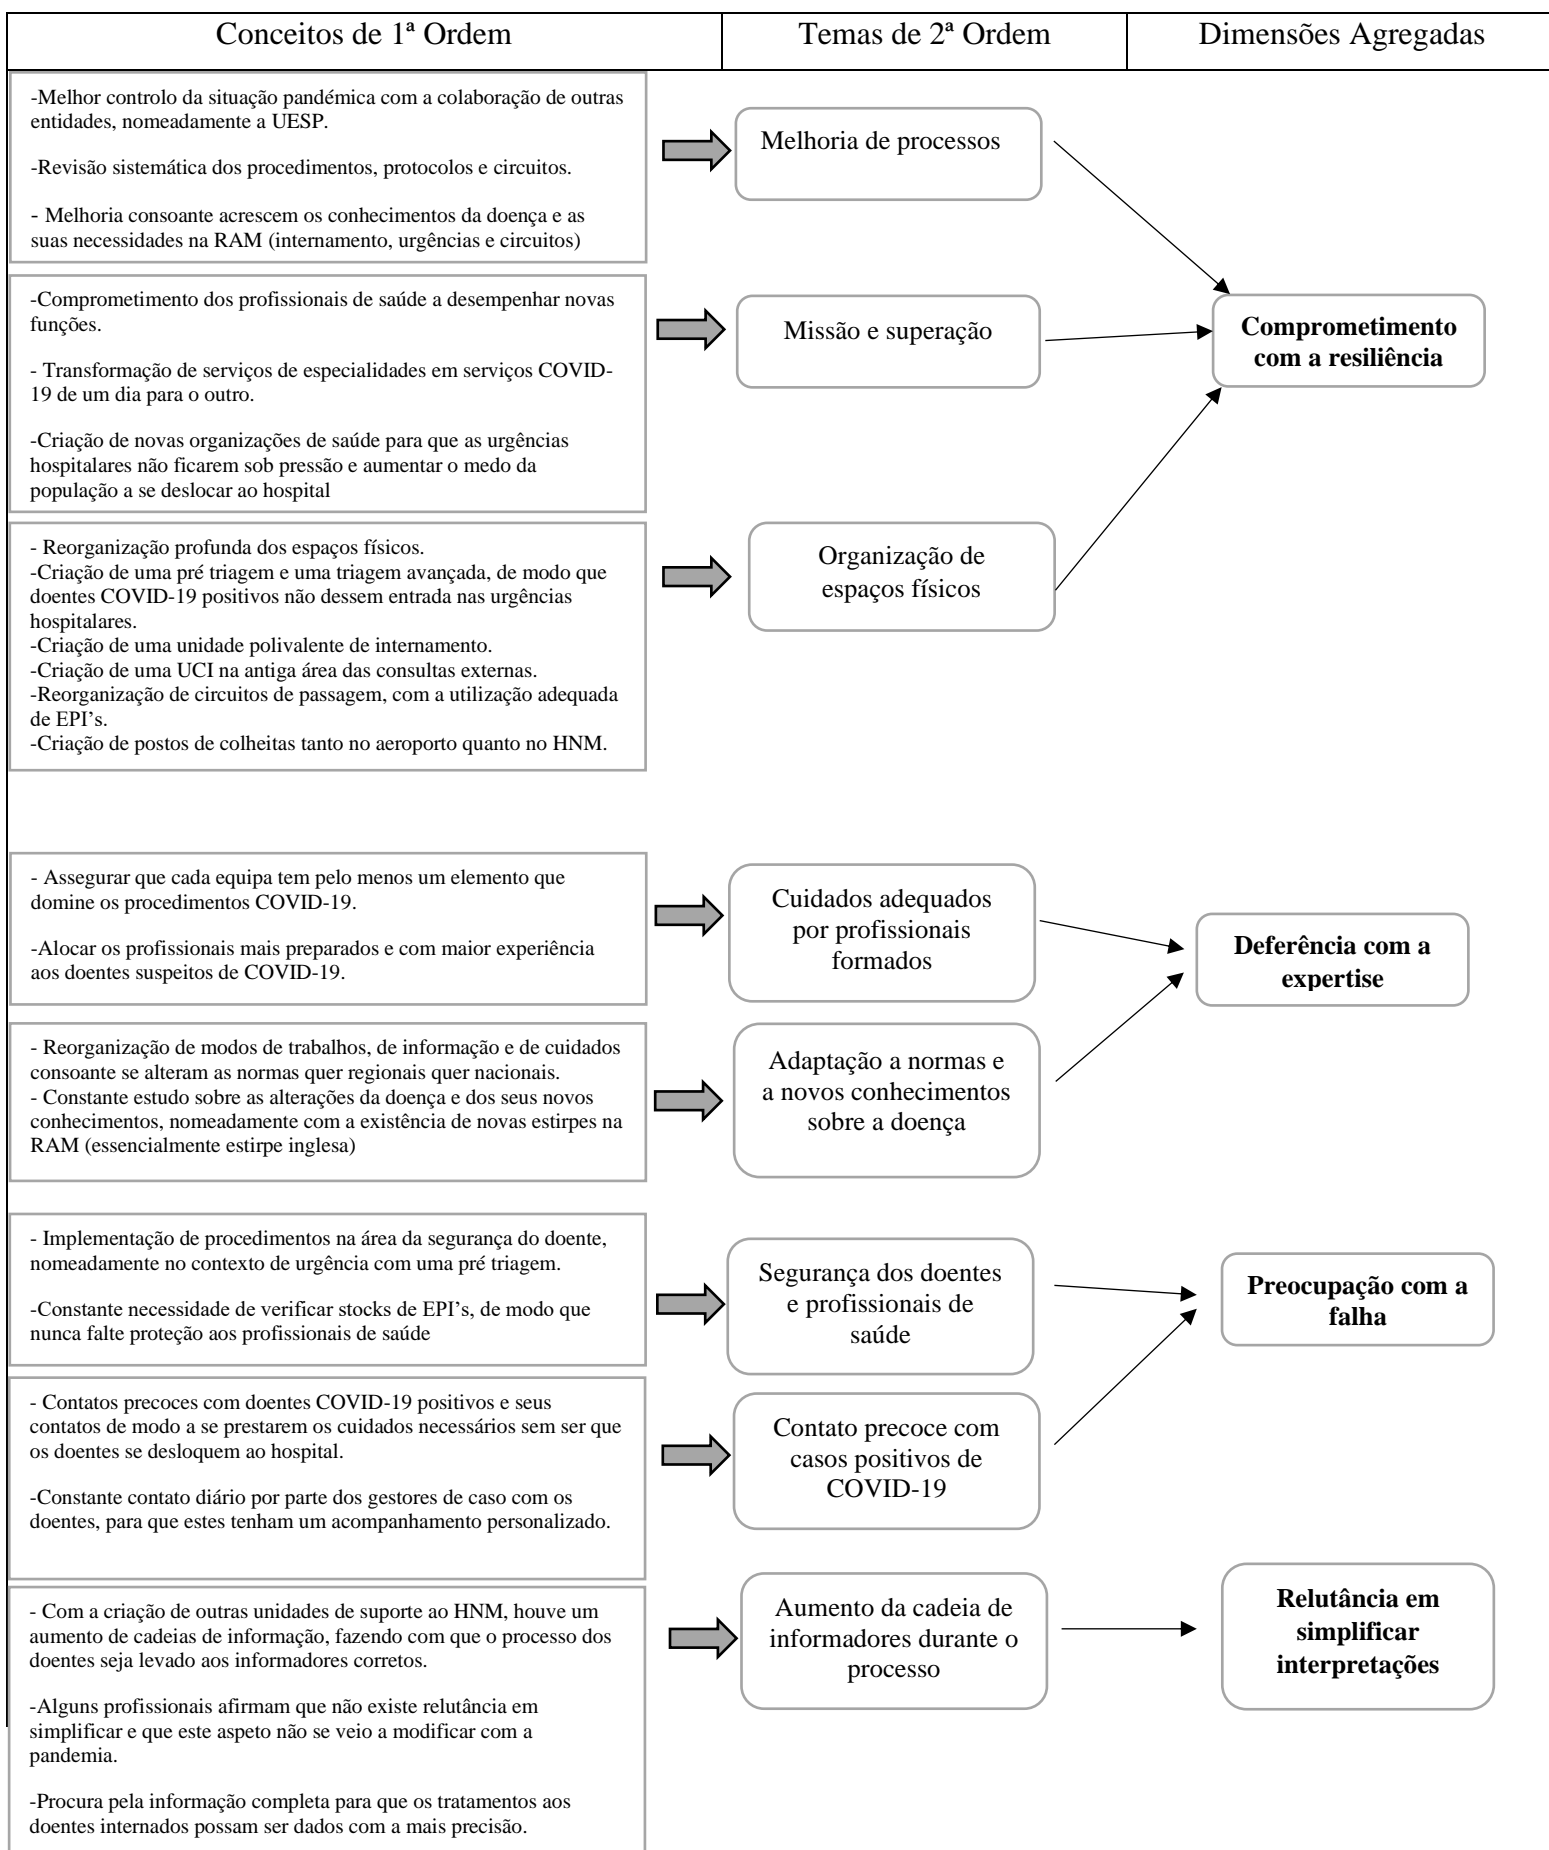 Conceitos de 1ª Ordem
Temas de 2ª Ordem
Dimensões Agregadas
-Melhor controlo da situação pandémica com a colaboração de outras
entidades, nomeadamente a UESP.
-Revisão sistemática dos procedimentos, protocolos e circuitos.
- Melhoria consoante acrescem os conhecimentos da doença e as
suas necessidades na RAM (internamento, urgências e circuitos)
Melhoria de processos
-Comprometimento dos profissionais de saúde a desempenhar novas
funções.
- Transformação de serviços de especialidades em serviços COVID-
19 de um dia para o outro.
-Criação de novas organizações de saúde para que as urgências
hospitalares não ficarem sob pressão e aumentar o medo da
população a se deslocar ao hospital
Missão e superação
Comprometimento
com a resiliência
- Reorganização profunda dos espaços físicos.
-Criação de uma pré triagem e uma triagem avançada, de modo que
doentes COVID-19 positivos não dessem entrada nas urgências
hospitalares.
-Criação de uma unidade polivalente de internamento.
-Criação de uma UCI na antiga área das consultas externas.
-Reorganização de circuitos de passagem, com a utilização adequada
de EPI’s.
-Criação de postos de colheitas tanto no aeroporto quanto no HNM.
Organização de
espaços físicos
- Assegurar que cada equipa tem pelo menos um elemento que
domine os procedimentos COVID-19.
-Alocar os profissionais mais preparados e com maior experiência
aos doentes suspeitos de COVID-19.
Cuidados adequados
por profissionais
formados
Deferência com a
expertise
- Reorganização de modos de trabalhos, de informação e de cuidados
consoante se alteram as normas quer regionais quer nacionais.
- Constante estudo sobre as alterações da doença e dos seus novos
conhecimentos, nomeadamente com a existência de novas estirpes na
RAM (essencialmente estirpe inglesa)
Adaptação a normas e
a novos conhecimentos
sobre a doença
- Implementação de procedimentos na área da segurança do doente,
nomeadamente no contexto de urgência com uma pré triagem.
-Constante necessidade de verificar stocks de EPI’s, de modo que
nunca falte proteção aos profissionais de saúde
Segurança dos doentes
e profissionais de
saúde
Preocupação com a
falha
- Contatos precoces com doentes COVID-19 positivos e seus
contatos de modo a se prestarem os cuidados necessários sem ser que
os doentes se desloquem ao hospital.
-Constante contato diário por parte dos gestores de caso com os
doentes, para que estes tenham um acompanhamento personalizado.
Contato precoce com
casos positivos de
COVID-19
- Com a criação de outras unidades de suporte ao HNM, houve um
aumento de cadeias de informação, fazendo com que o processo dos
doentes seja levado aos informadores corretos.
-Alguns profissionais afirmam que não existe relutância em
simplificar e que este aspeto não se veio a modificar com a
pandemia.
-Procura pela informação completa para que os tratamentos aos
doentes internados possam ser dados com a mais precisão.
Aumento da cadeia de
informadores durante o
processo
Relutância em
simplificar
interpretações